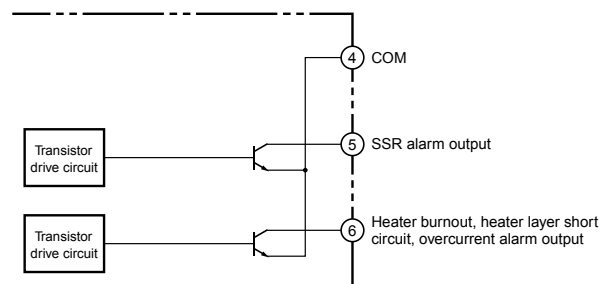 4 COM
Transistor
drive circuit
5 SSR alarm output
Transistor
drive circuit
6 Heater burnout, heater layer short
circuit, overcurrent alarm output